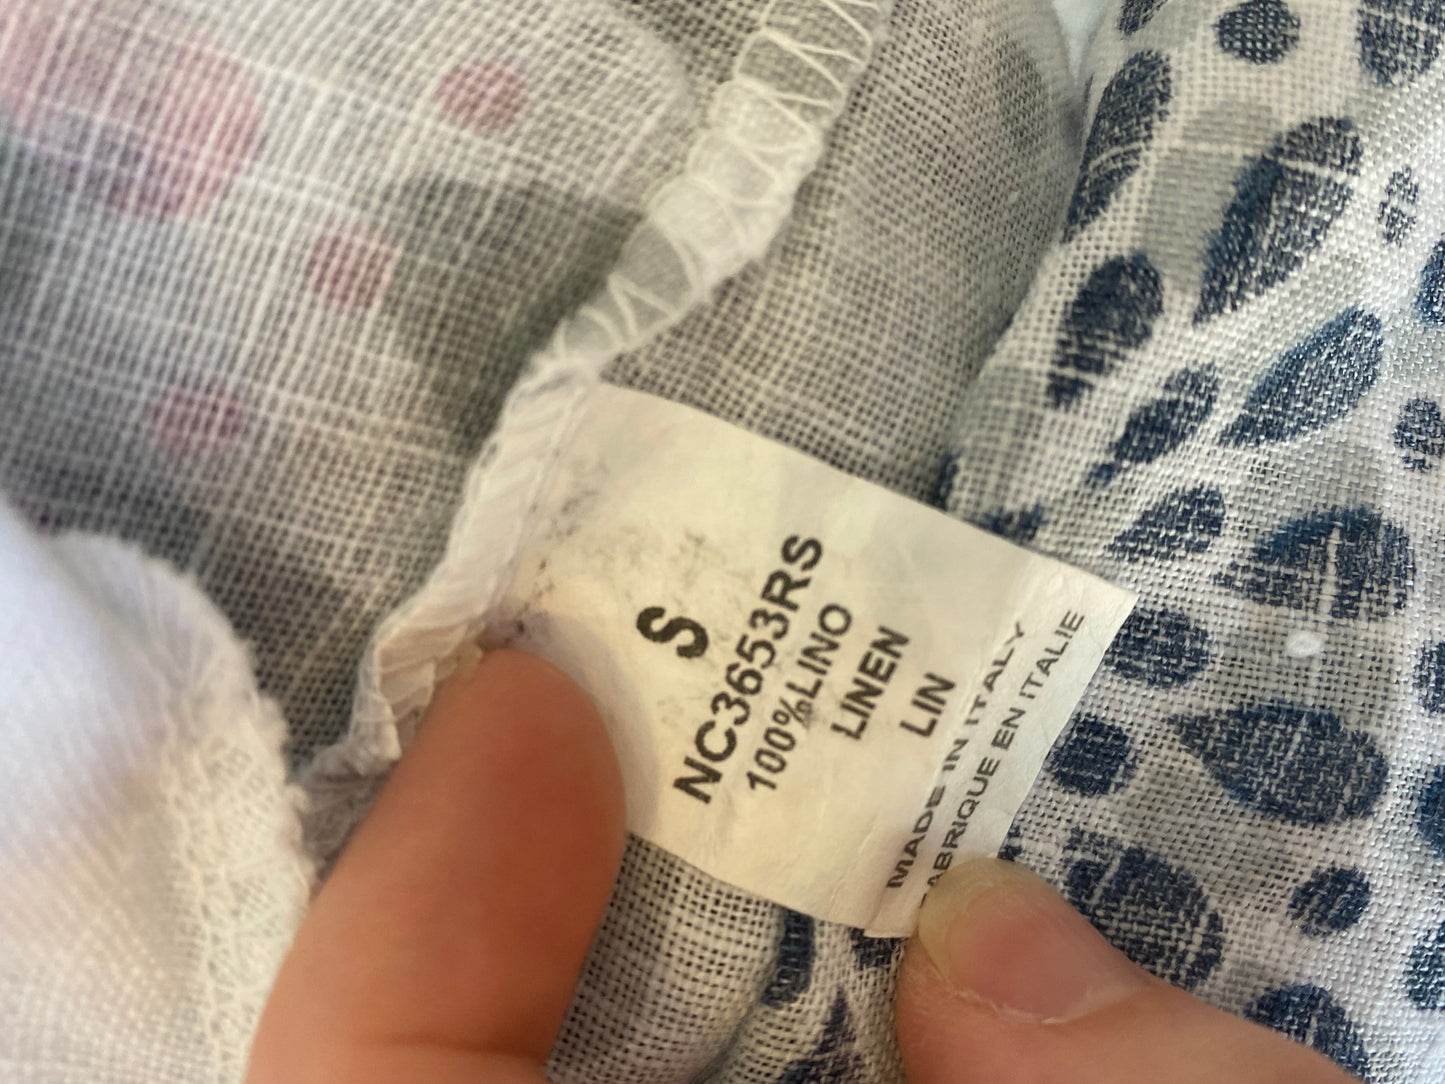 S
NC3653RS
100%LINO
LINEN
LIN
MADE IN ITALY
FABRIQUE EN ITALIE